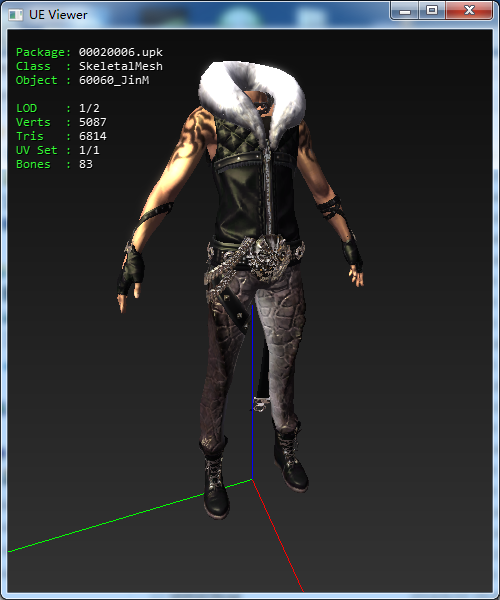 UE Viewer
Package: 00020006.upk
Class : SkeletalMesh
Object : 60060_JinM
LOD : 1/2
Verts : 5087
Tris : 6814
UV Set : 1/1
Bones : 83